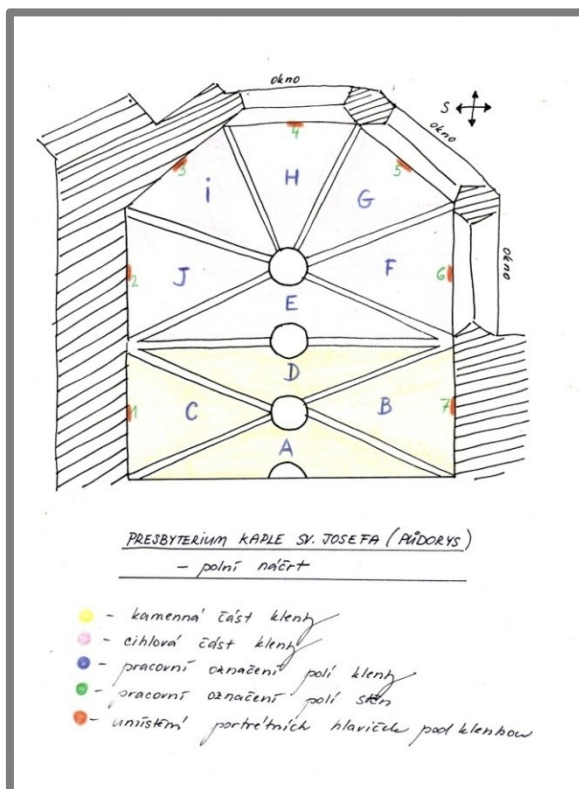 okno
S
okno
okno
4
3
5
H
i
G
2
J
F
6
E
D
1
C
B
7
A
PRESBYTERIUM KAPLE SV. JOSEFA (PŮDORYS)
- polní náčrt
- kamenná část klenby
- cihlová část klenby
- pracovní označení polí klenby
- pracovní označení polí stěn
- umístění portrétních hlaviček pod klenbou